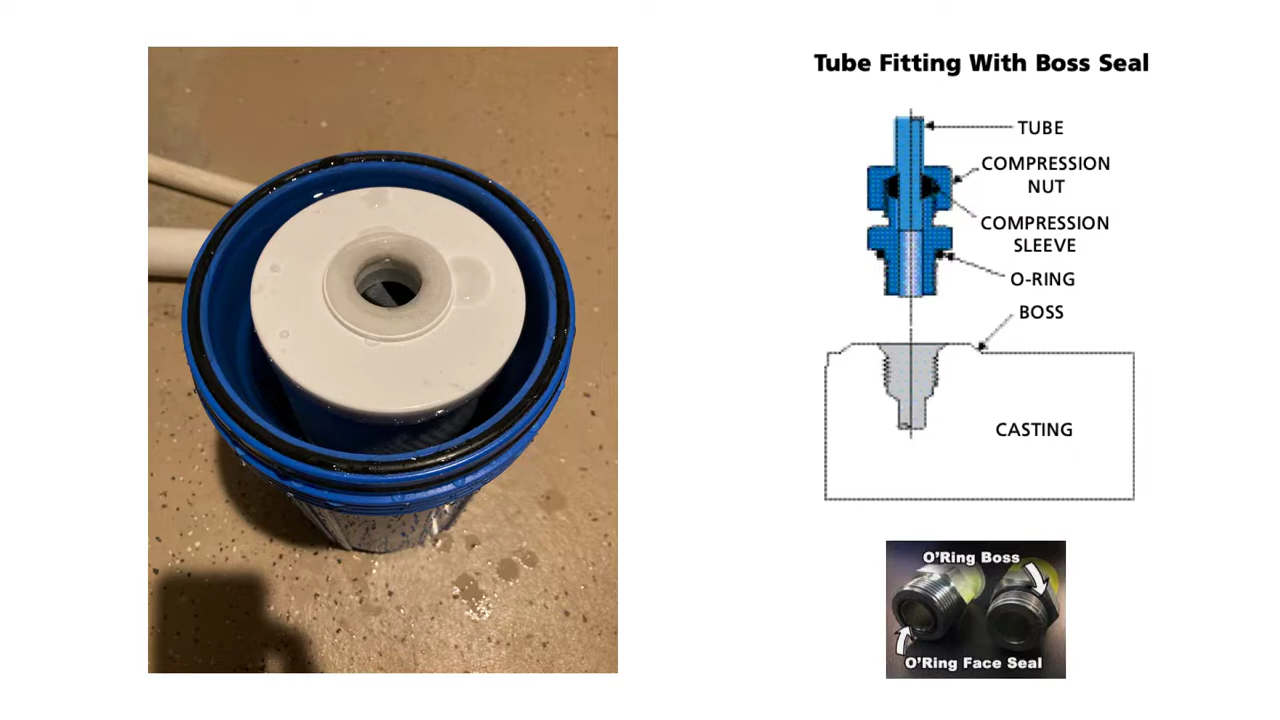 Tube Fitting With Boss Seal
TUBE
COMPRESSION
NUT
COMPRESSION
SLEEVE
O-RING
BOSS
CASTING
O'Ring Boss
O'Ring Face Seal